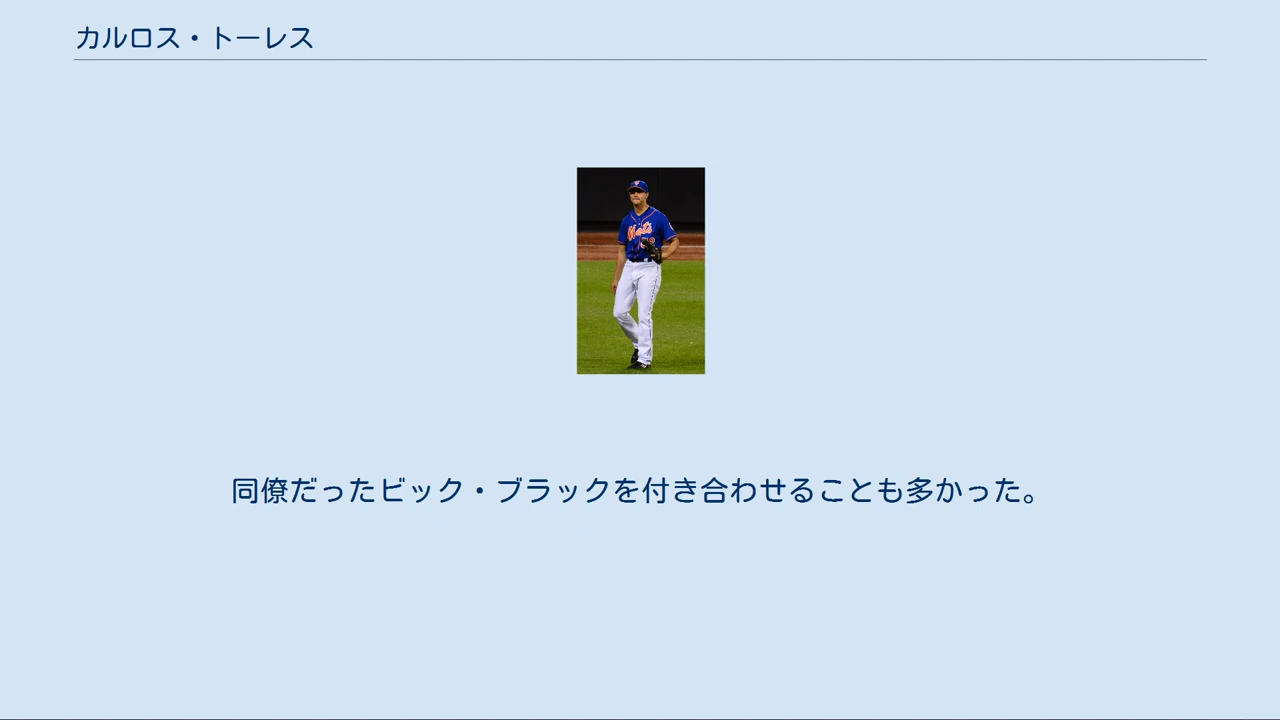 カルロス・トーレス
Mets
同僚だったビック・ブラックを付き合わせることも多かった。